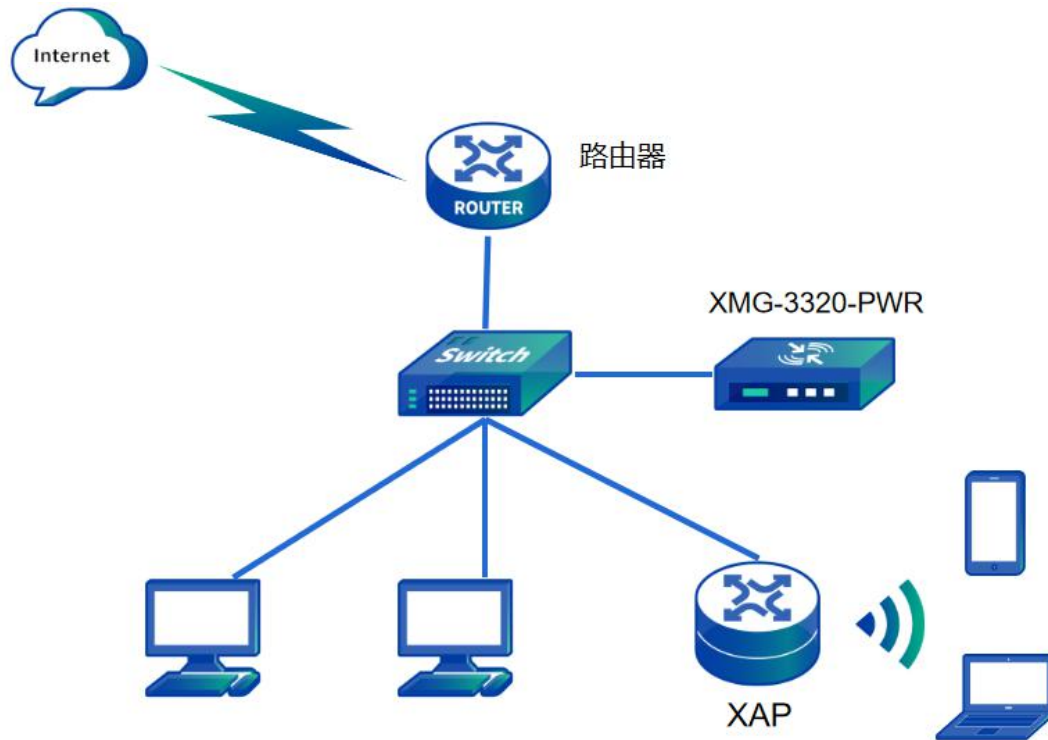 Internet
路由器
ROUTER
XMG-3320-PWR
Switch
XAP